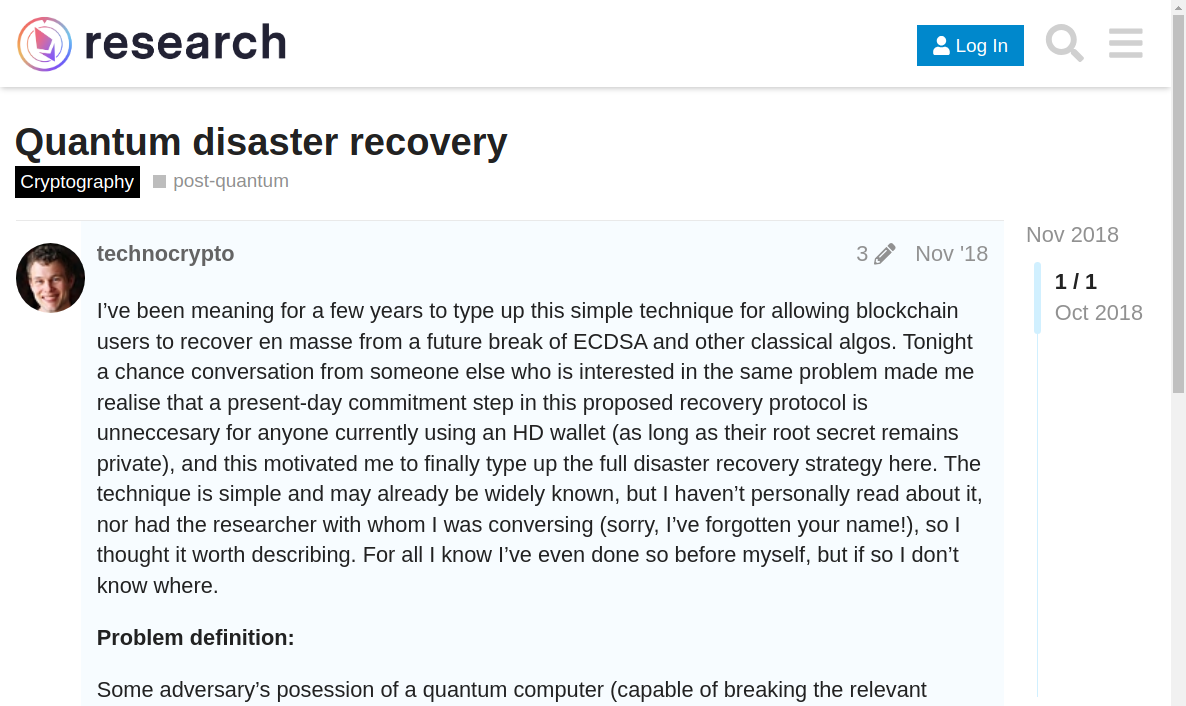 research
Log In
Quantum disaster recovery
Cryptography post-quantum
technocrypto 3 Nov '18
I’ve been meaning for a few years to type up this simple technique for allowing blockchain
users to recover en masse from a future break of ECDSA and other classical algos. Tonight
a chance conversation from someone else who is interested in the same problem made me
realise that a present-day commitment step in this proposed recovery protocol is
unneccesary for anyone currently using an HD wallet (as long as their root secret remains
private), and this motivated me to finally type up the full disaster recovery strategy here. The
technique is simple and may already be widely known, but I haven’t personally read about it,
nor had the researcher with whom I was conversing (sorry, I’ve forgotten your name!), so I
thought it worth describing. For all I know I’ve even done so before myself, but if so I don’t
know where.
Problem definition:
Some adversary’s posession of a quantum computer (capable of breaking the relevant
Nov 2018
1 / 1
Oct 2018